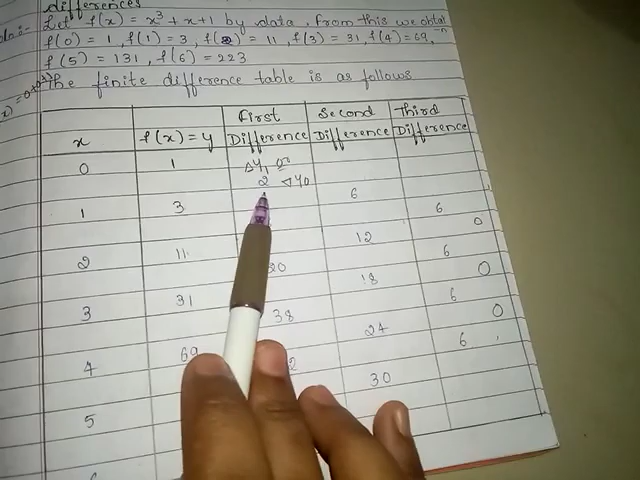 differences
Soln:- Let f(x) = x³ + x + 1 by data. From this we obtain
f(0) = 1, f(1) = 3, f(2) = 11, f(3) = 31, f(4) = 69,
f(5) = 131, f(6) = 223
The finite difference table is as follows
x f(x) = y First Difference Second Difference Third Difference
0 1
2 ∇y0
6
1 3 6
0
12
2 11 6
20 0
18
3 31 6
38 0
24
4 69 6
2
30
5